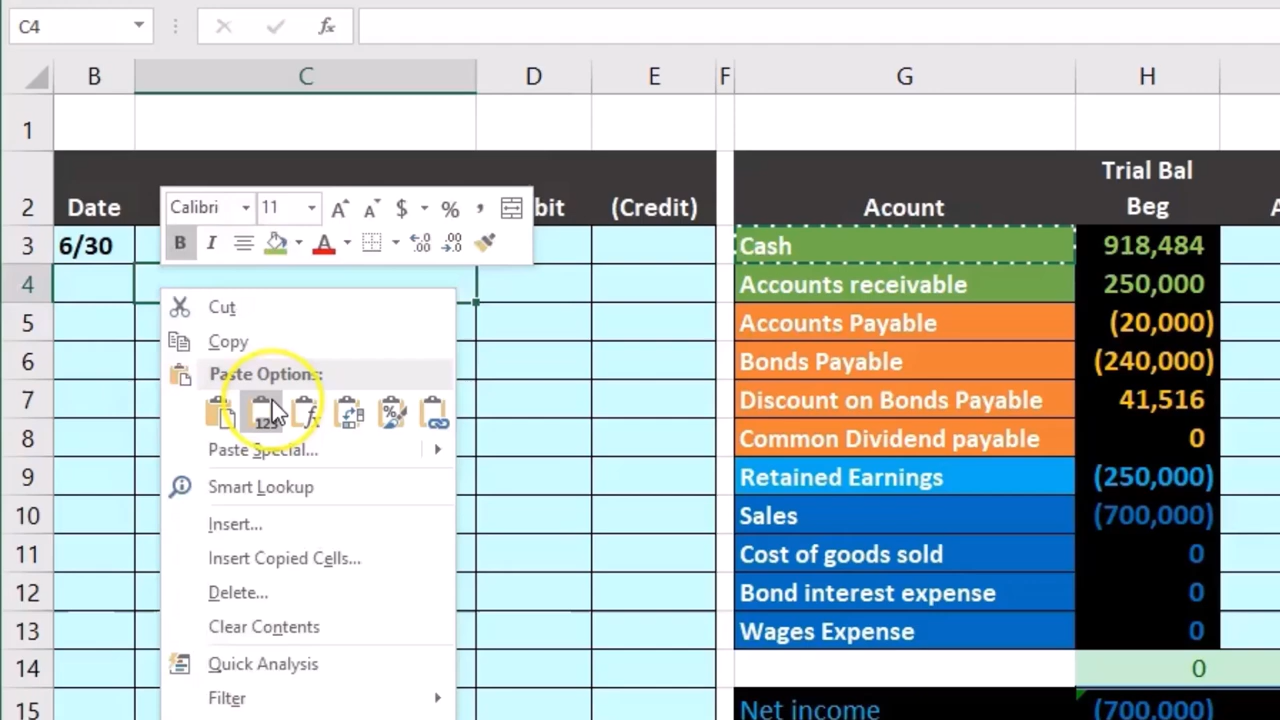 C4 fx
B C D E F G H
1
Trial Bal
2 Date bit (Credit) Acount Beg A
Calibri 11 A A $ % ,
B I A
3 6/30 Cash 918,484
4 Accounts receivable 250,000
5 Accounts Payable (20,000)
6 Bonds Payable (240,000)
7 Discount on Bonds Payable 41,516
8 Common Dividend payable 0
9 Retained Earnings (250,000)
10 Sales (700,000)
11 Cost of goods sold 0
12 Bond interest expense 0
13 Wages Expense 0
14 0
15 Net income (700,000)
Cut
Copy
Paste Options:
123 fx %
Paste Special...
Smart Lookup
Insert...
Insert Copied Cells...
Delete...
Clear Contents
Quick Analysis
Filter